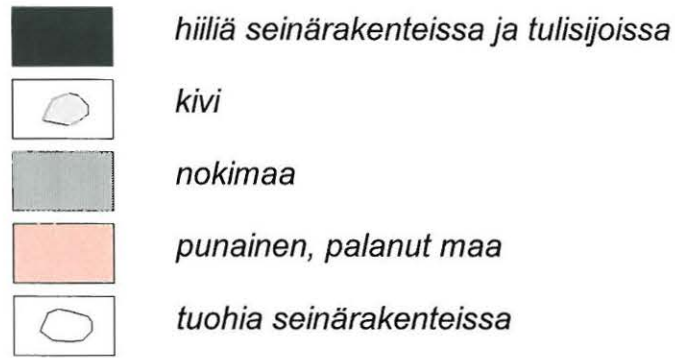 hiiliä seinärakenteissa ja tulisijoissa
kivi
nokimaa
punainen, palanut maa
tuohia seinärakenteissa